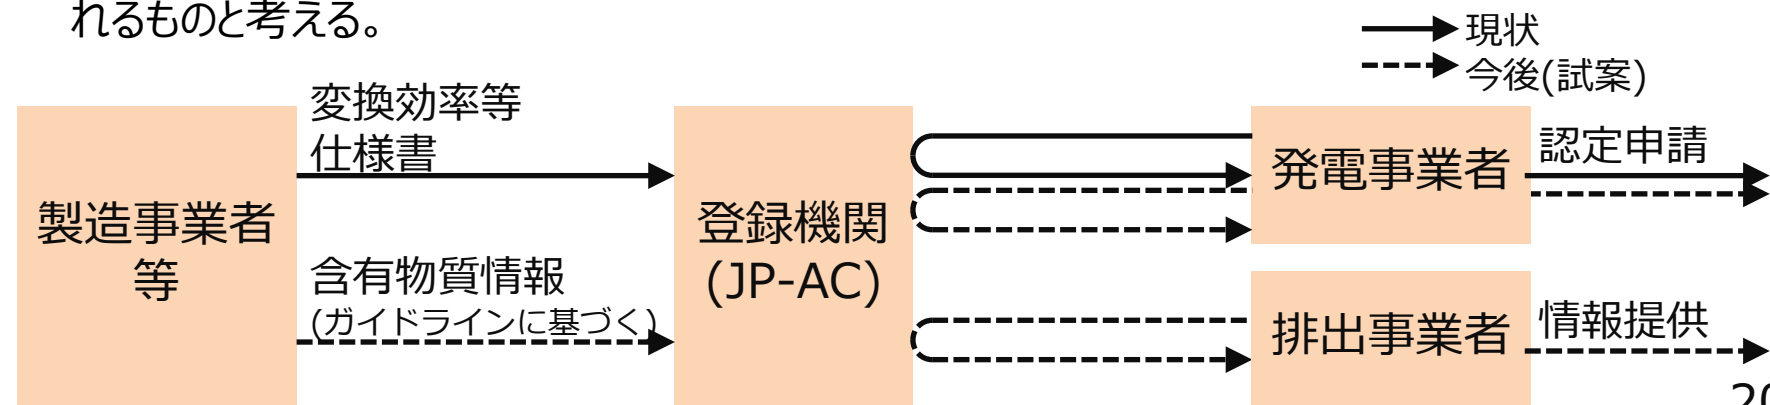 れるものと考える。
現状
今後(試案)
変換効率等
仕様書
製造事業者
等
含有物質情報
(ガイドラインに基づく)
登録機関
(JP-AC)
発電事業者
認定申請
排出事業者
情報提供
20